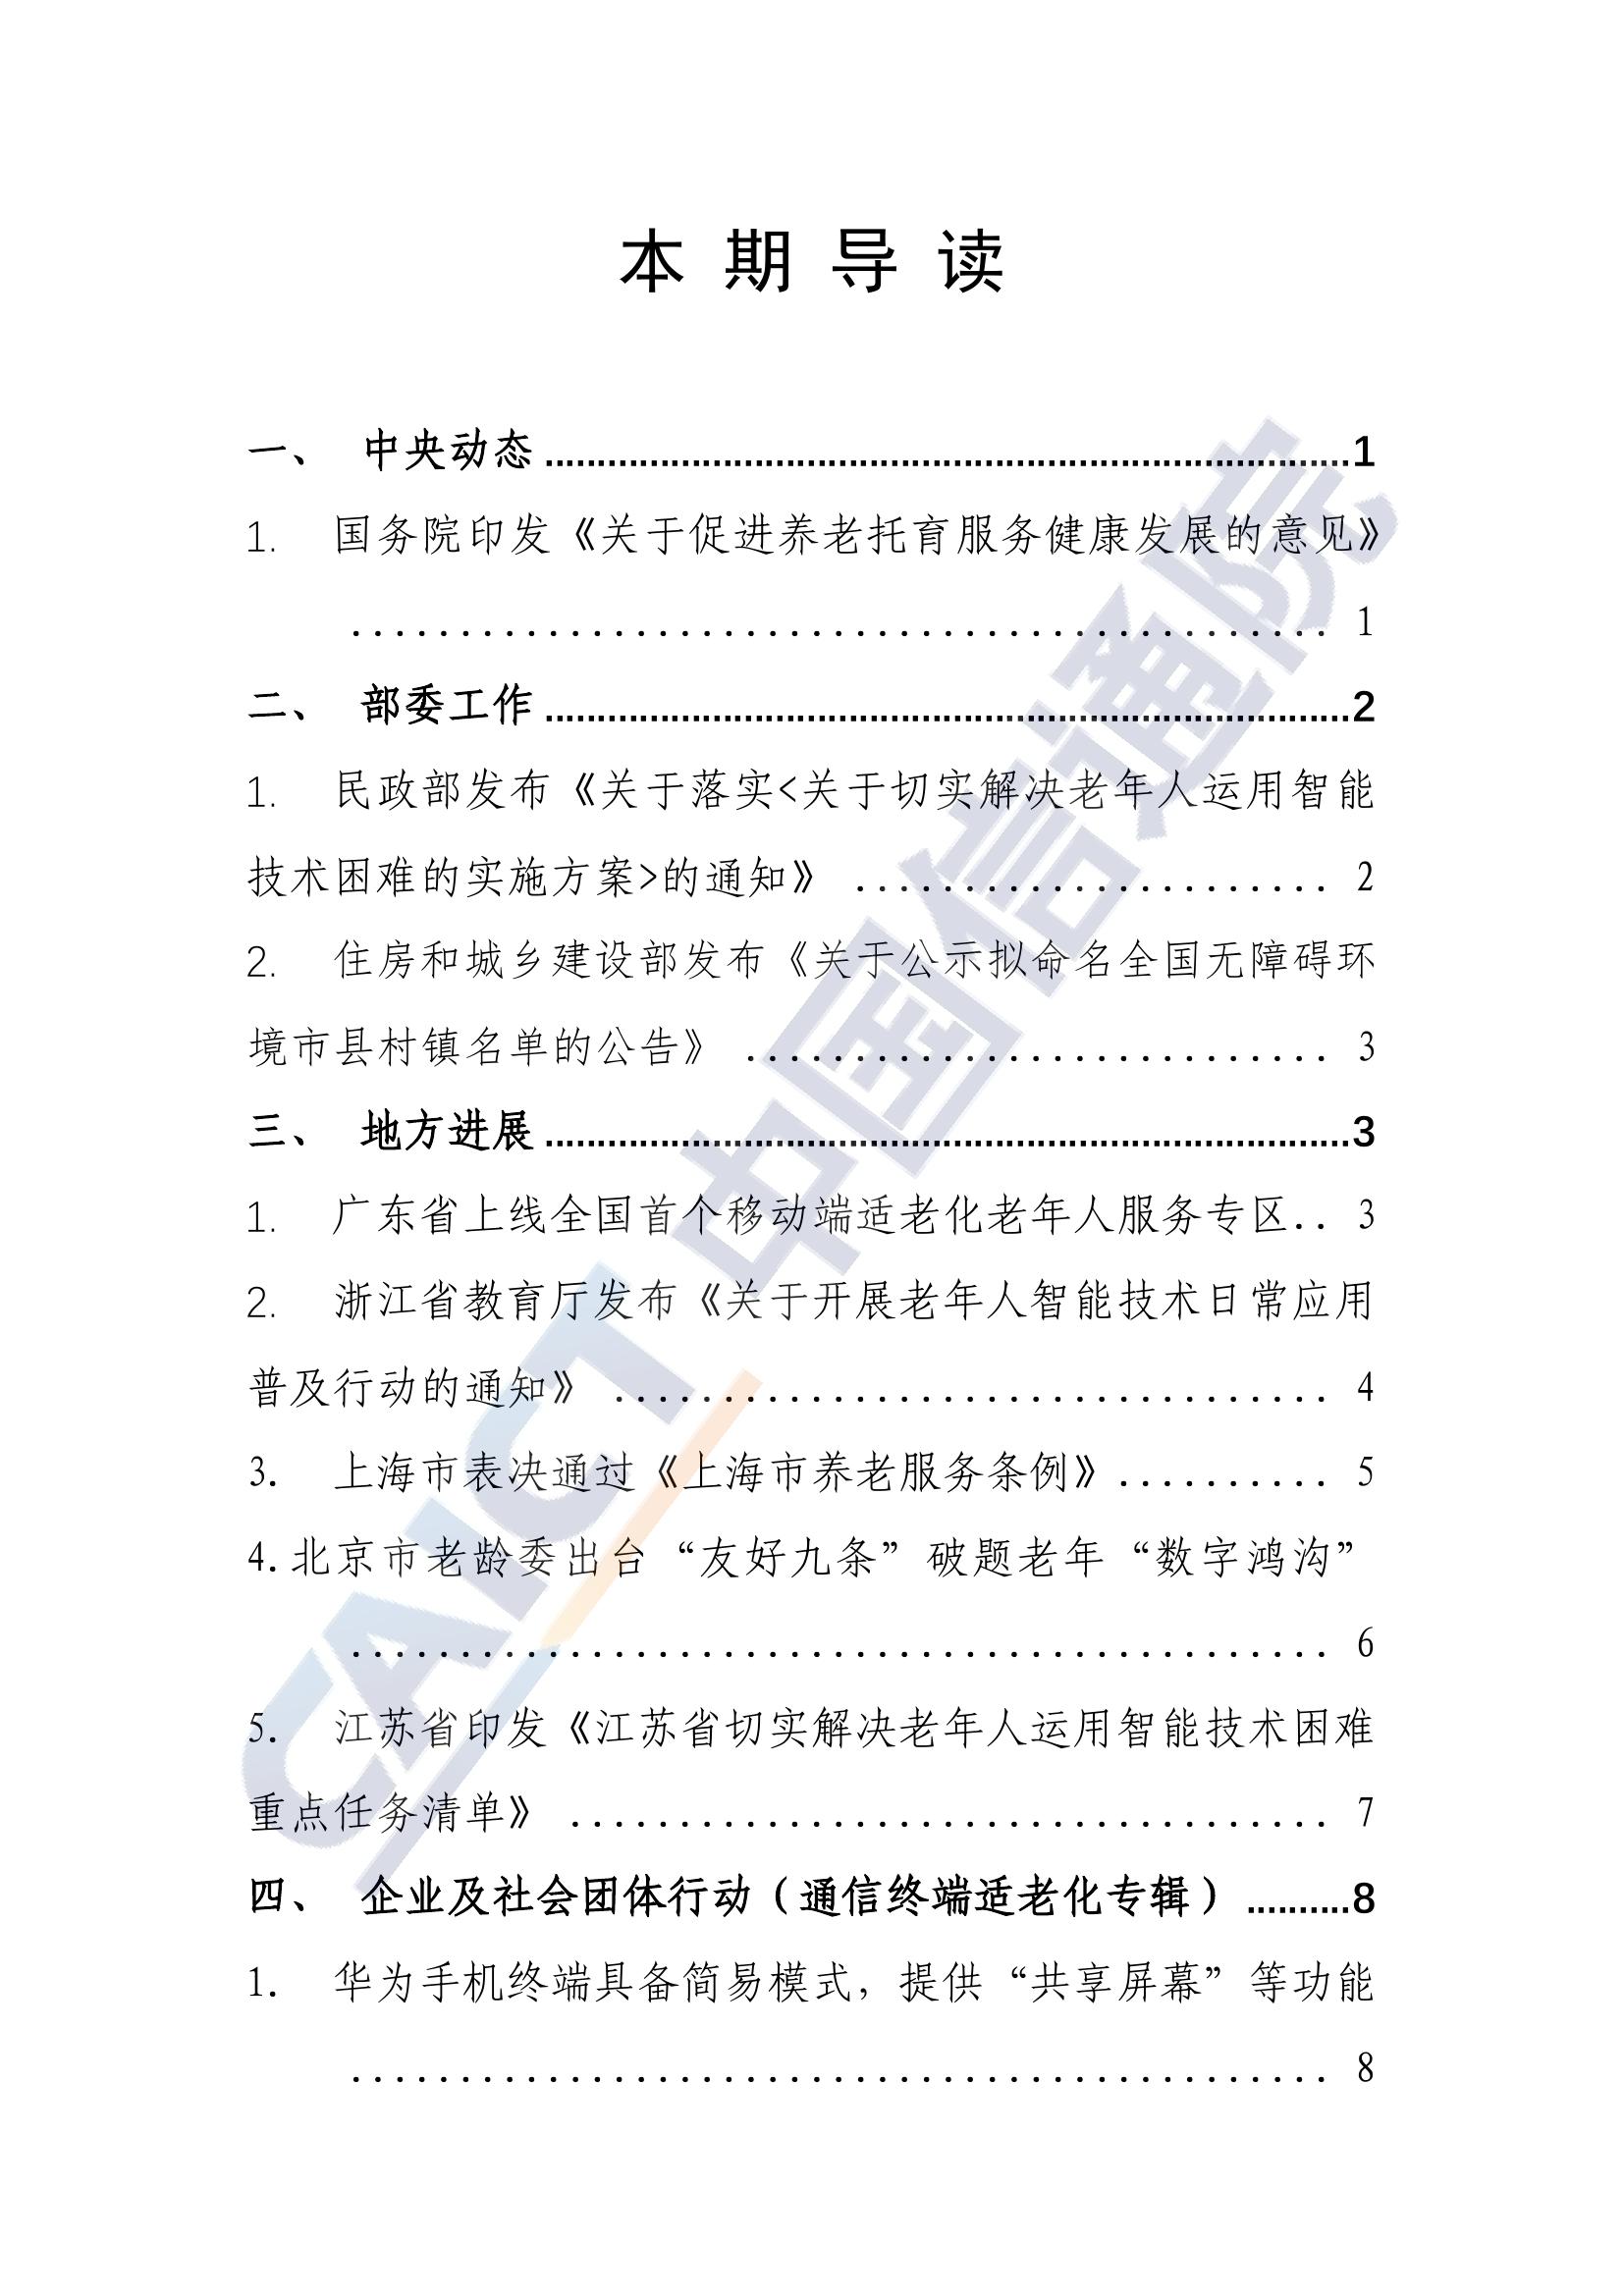 本 期 导 读
一、 中央动态 ........................................ 1
1. 国务院印发《关于促进养老托育服务健康发展的意见》
............................................. 1
二、 部委工作 ........................................ 2
1. 民政部发布《关于落实<关于切实解决老年人运用智能
技术困难的实施方案>的通知》 ...................... 2
2. 住房和城乡建设部发布《关于公示拟命名全国无障碍环
境市县村镇名单的公告》 ........................... 3
三、 地方进展 ........................................ 3
1. 广东省上线全国首个移动端适老化老年人服务专区.. 3
2. 浙江省教育厅发布《关于开展老年人智能技术日常应用
普及行动的通知》 ................................. 4
3. 上海市表决通过《上海市养老服务条例》.......... 5
4.北京市老龄委出台“友好九条”破题老年“数字鸿沟”
............................................. 6
5. 江苏省印发《江苏省切实解决老年人运用智能技术困难
重点任务清单》 ................................... 7
四、 企业及社会团体行动（通信终端适老化专辑） .......... 8
1. 华为手机终端具备简易模式，提供“共享屏幕”等功能
............................................. 8
CAICT 中国信通院